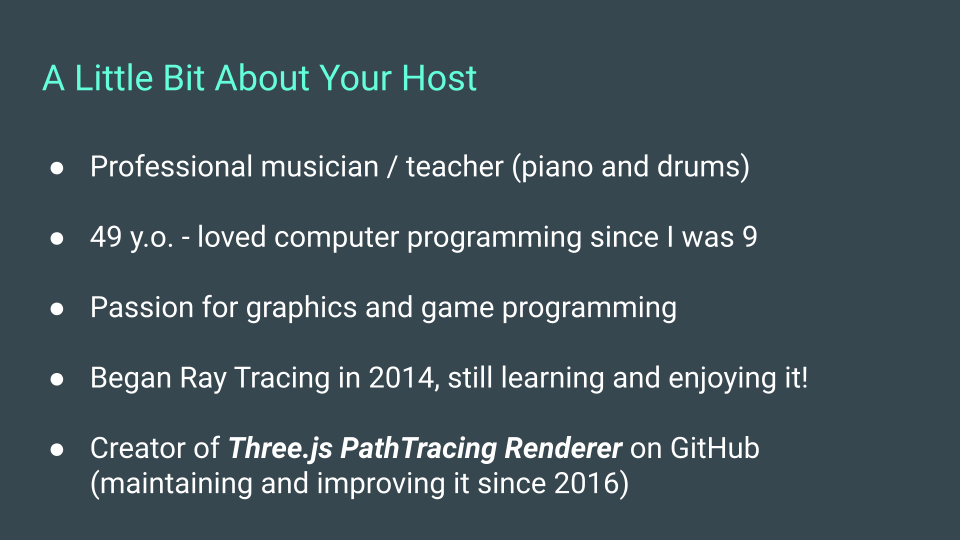 A Little Bit About Your Host
● Professional musician / teacher (piano and drums)
● 49 y.o. - loved computer programming since I was 9
● Passion for graphics and game programming
● Began Ray Tracing in 2014, still learning and enjoying it!
● Creator of Three.js PathTracing Renderer on GitHub
(maintaining and improving it since 2016)